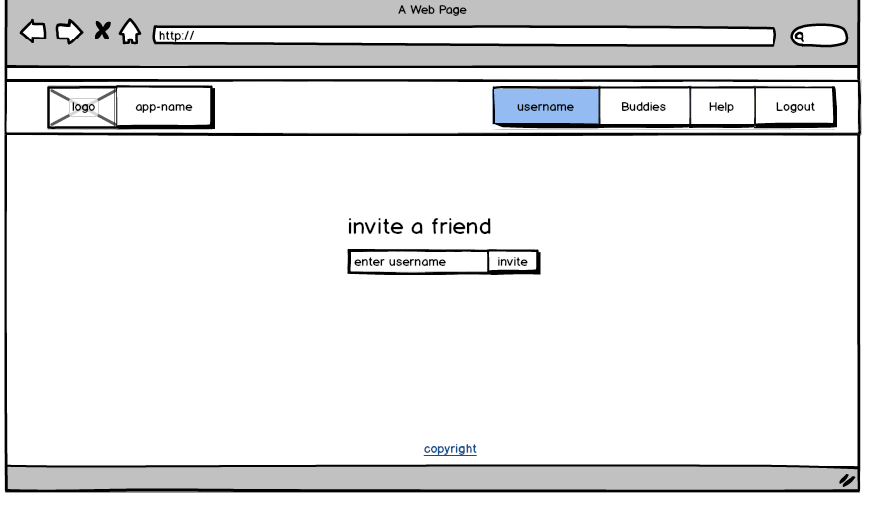 A Web Page
http://
logo app-name username Buddies Help Logout
invite a friend
enter username invite
copyright